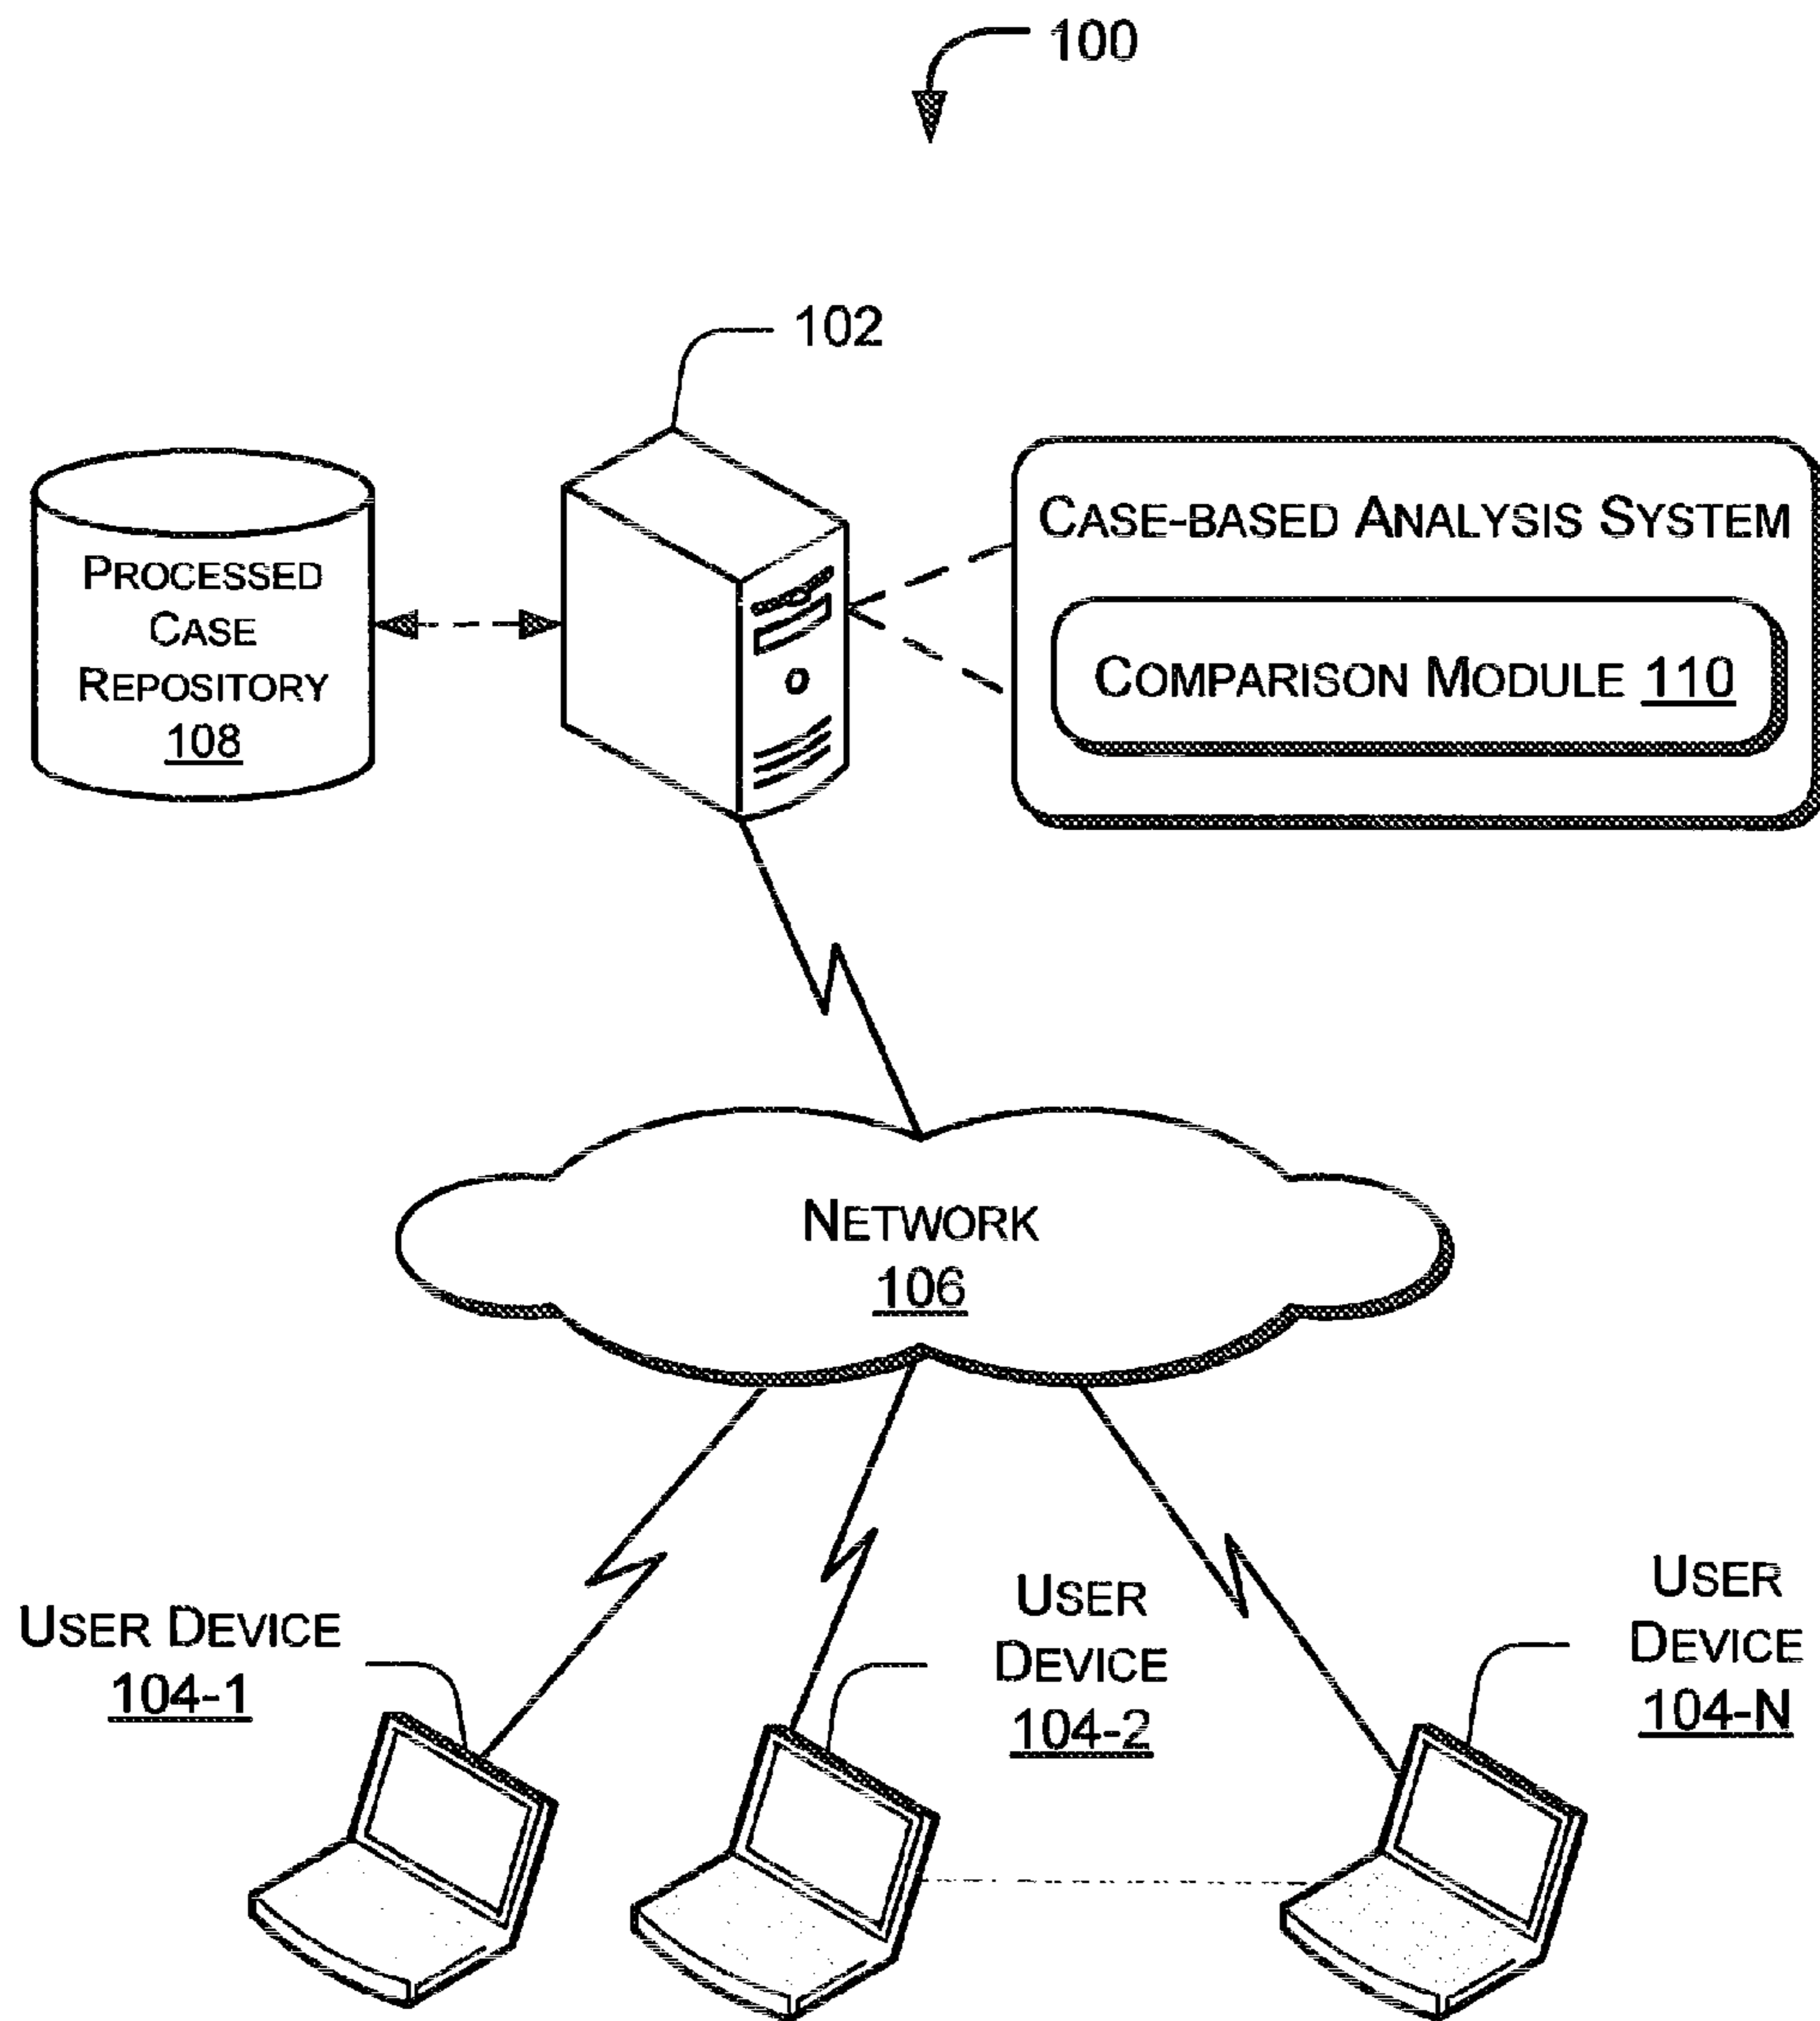 100
102
PROCESSED
CASE
REPOSITORY
108
CASE-BASED ANALYSIS SYSTEM
COMPARISON MODULE 110
NETWORK
106
USER DEVICE
104-1
USER
DEVICE
104-2
USER
DEVICE
104-N